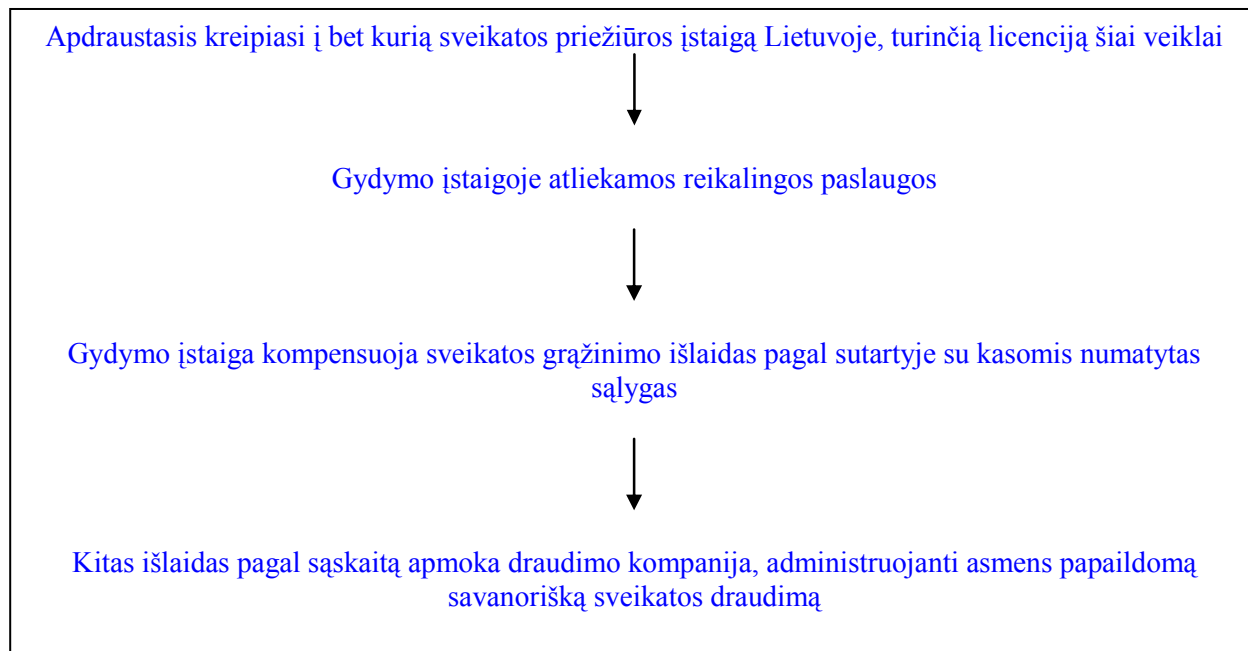 Apdraustasis kreipiasi į bet kurią sveikatos priežiūros įstaigą Lietuvoje, turinčią licenciją šiai veiklai
Gydymo įstaigoje atliekamos reikalingos paslaugos
Gydymo įstaiga kompensuoja sveikatos grąžinimo išlaidas pagal sutartyje su kasomis numatytas
sąlygas
Kitas išlaidas pagal sąskaitą apmoka draudimo kompanija, administruojanti asmens papaildomą
savanorišką sveikatos draudimą